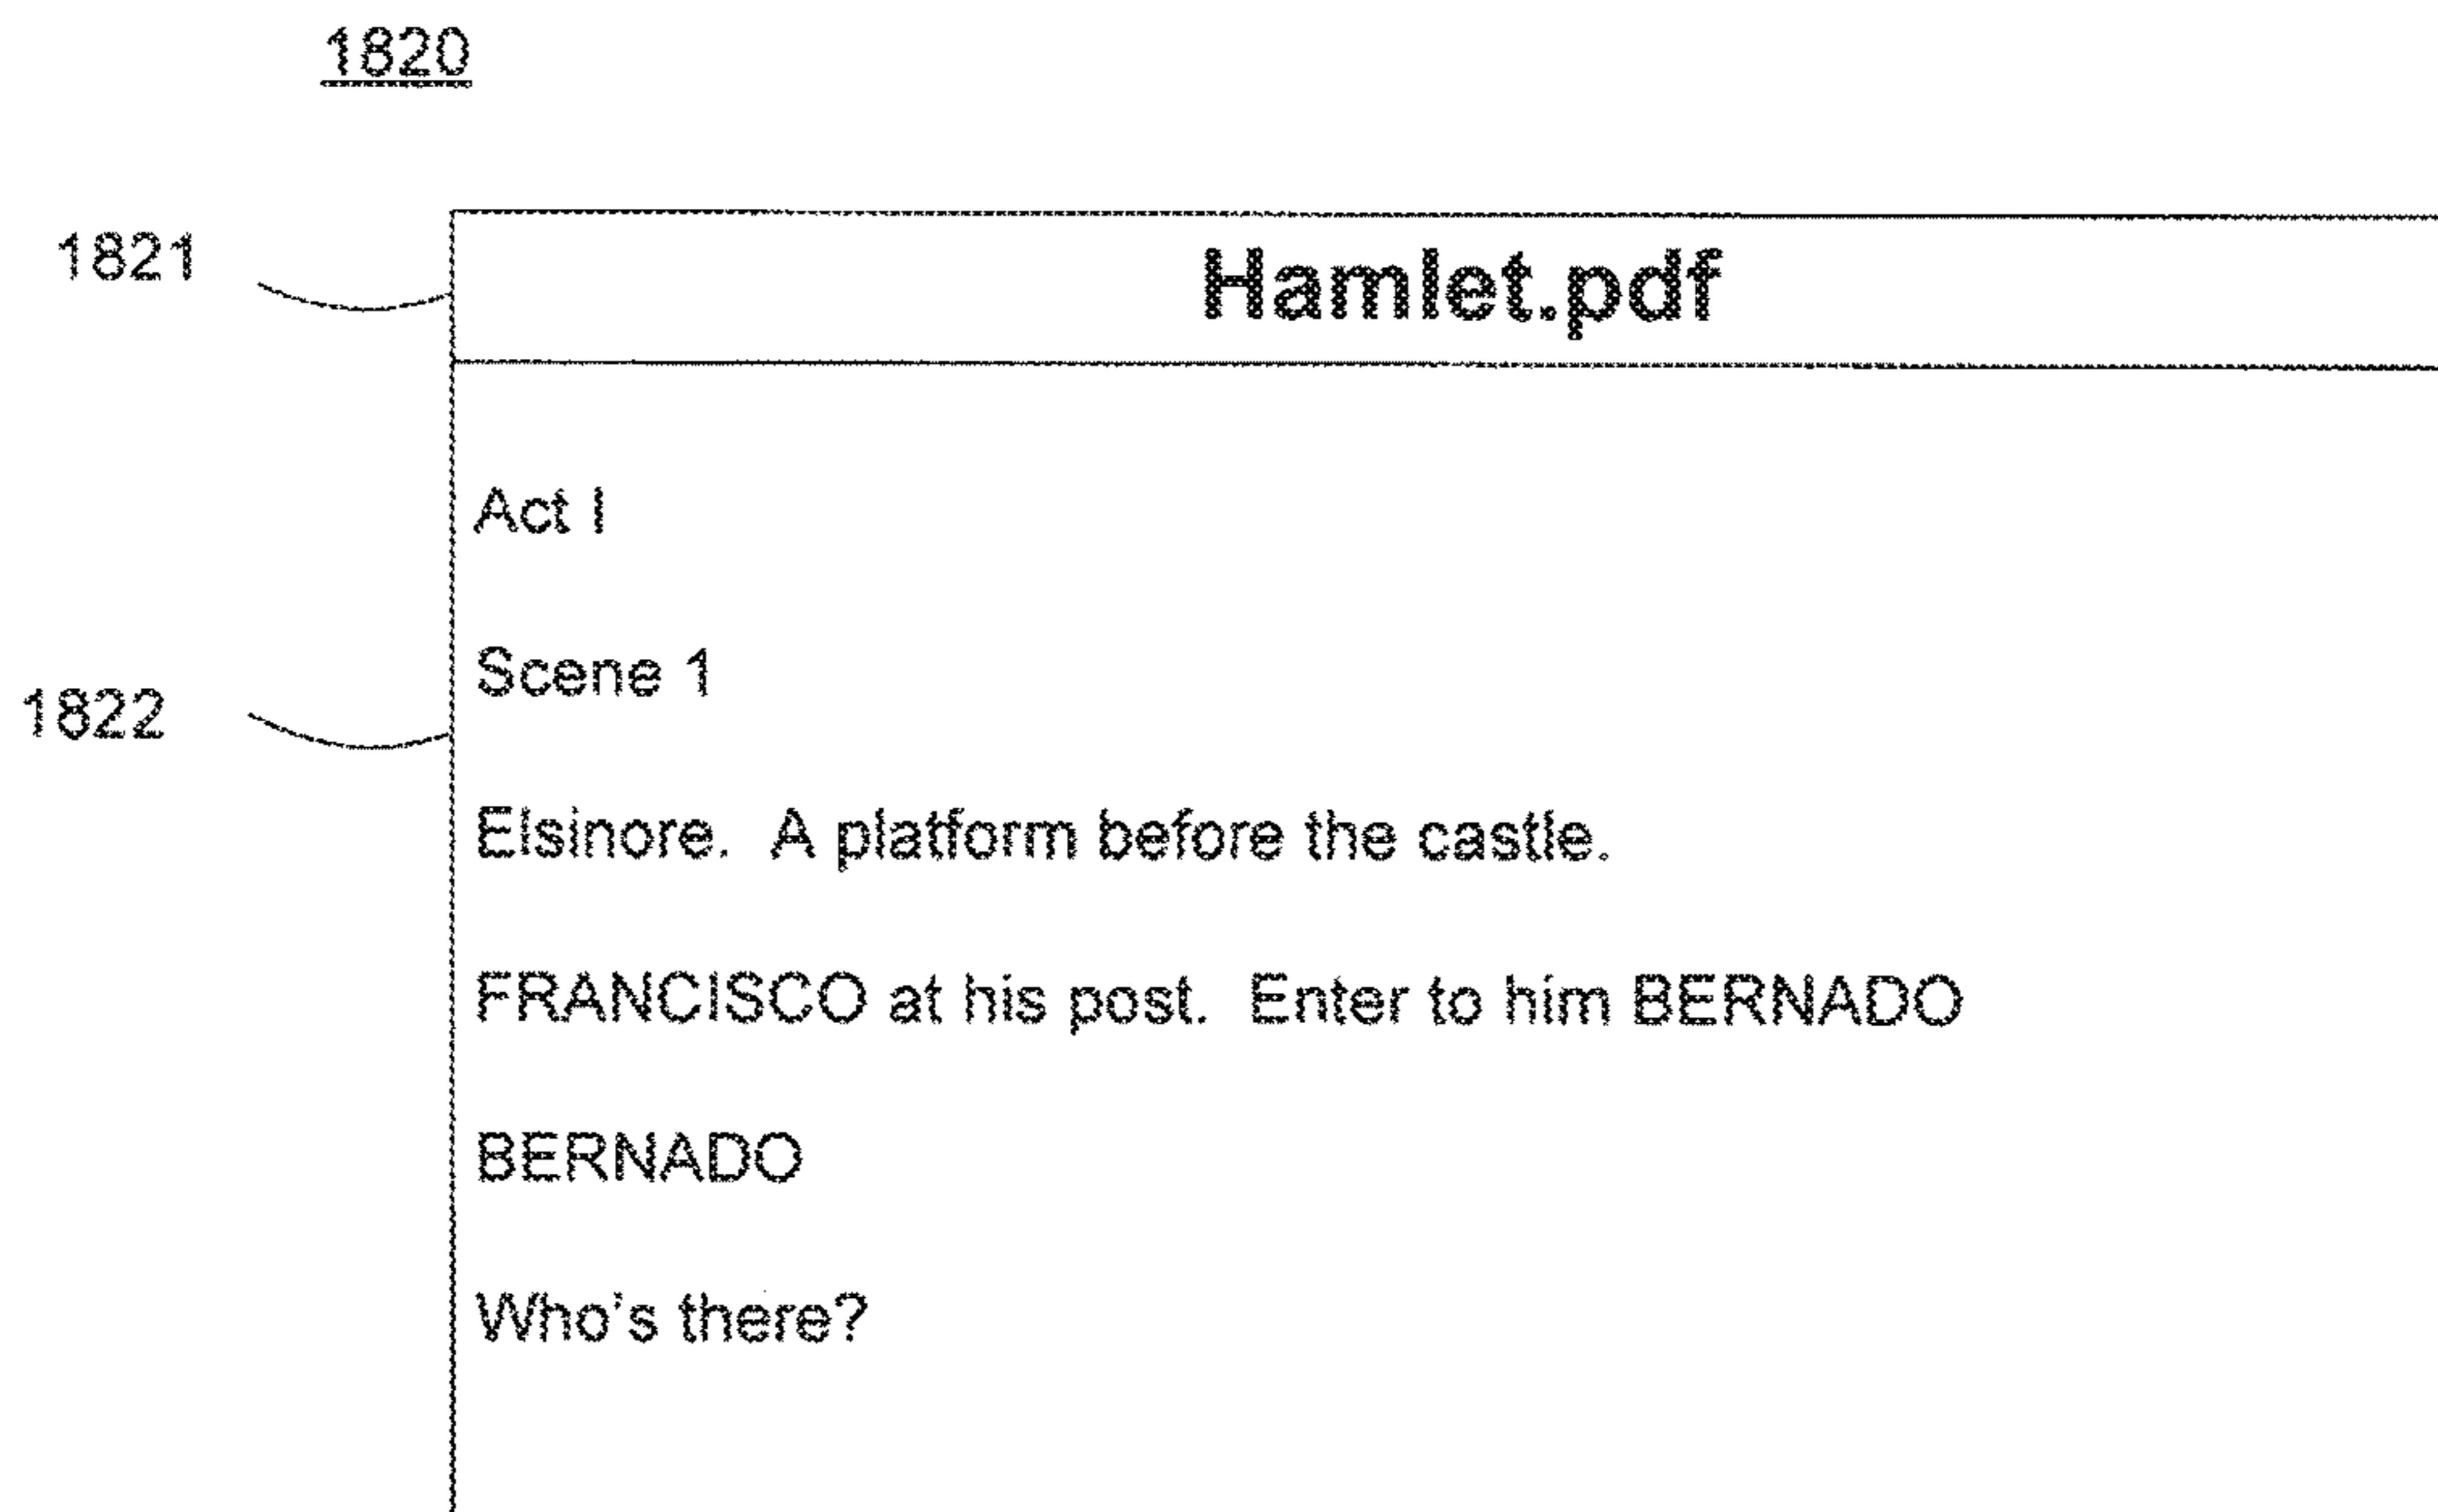 1820
1821
Hamlet.pdf
Act I
Scene 1
1822
Elsinore.  A platform before the castle.
FRANCISCO at his post.  Enter to him BERNADO
BERNADO
Who's there?